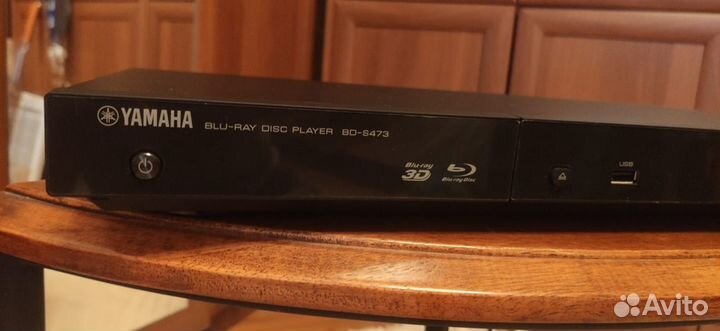 YAMAHA BLU-RAY DISC PLAYER BD-S473
Blu-ray 3D
Blu-ray Disc
USB
Avito